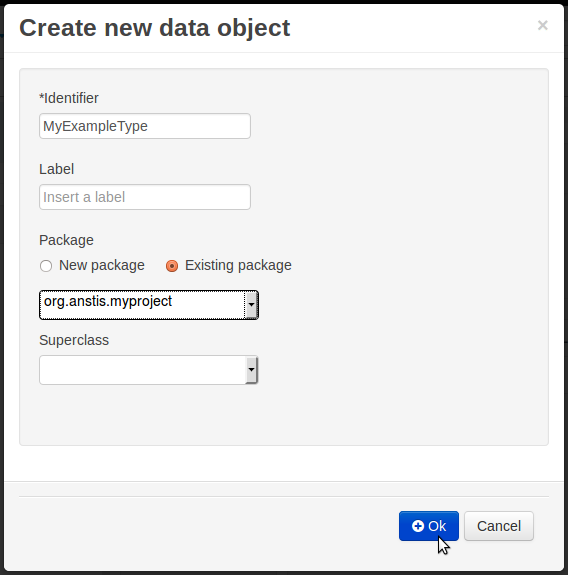 Create new data object
×
*Identifier
MyExampleType
Label
Insert a label
Package
New package Existing package
org.anstis.myproject
Superclass
Ok Cancel